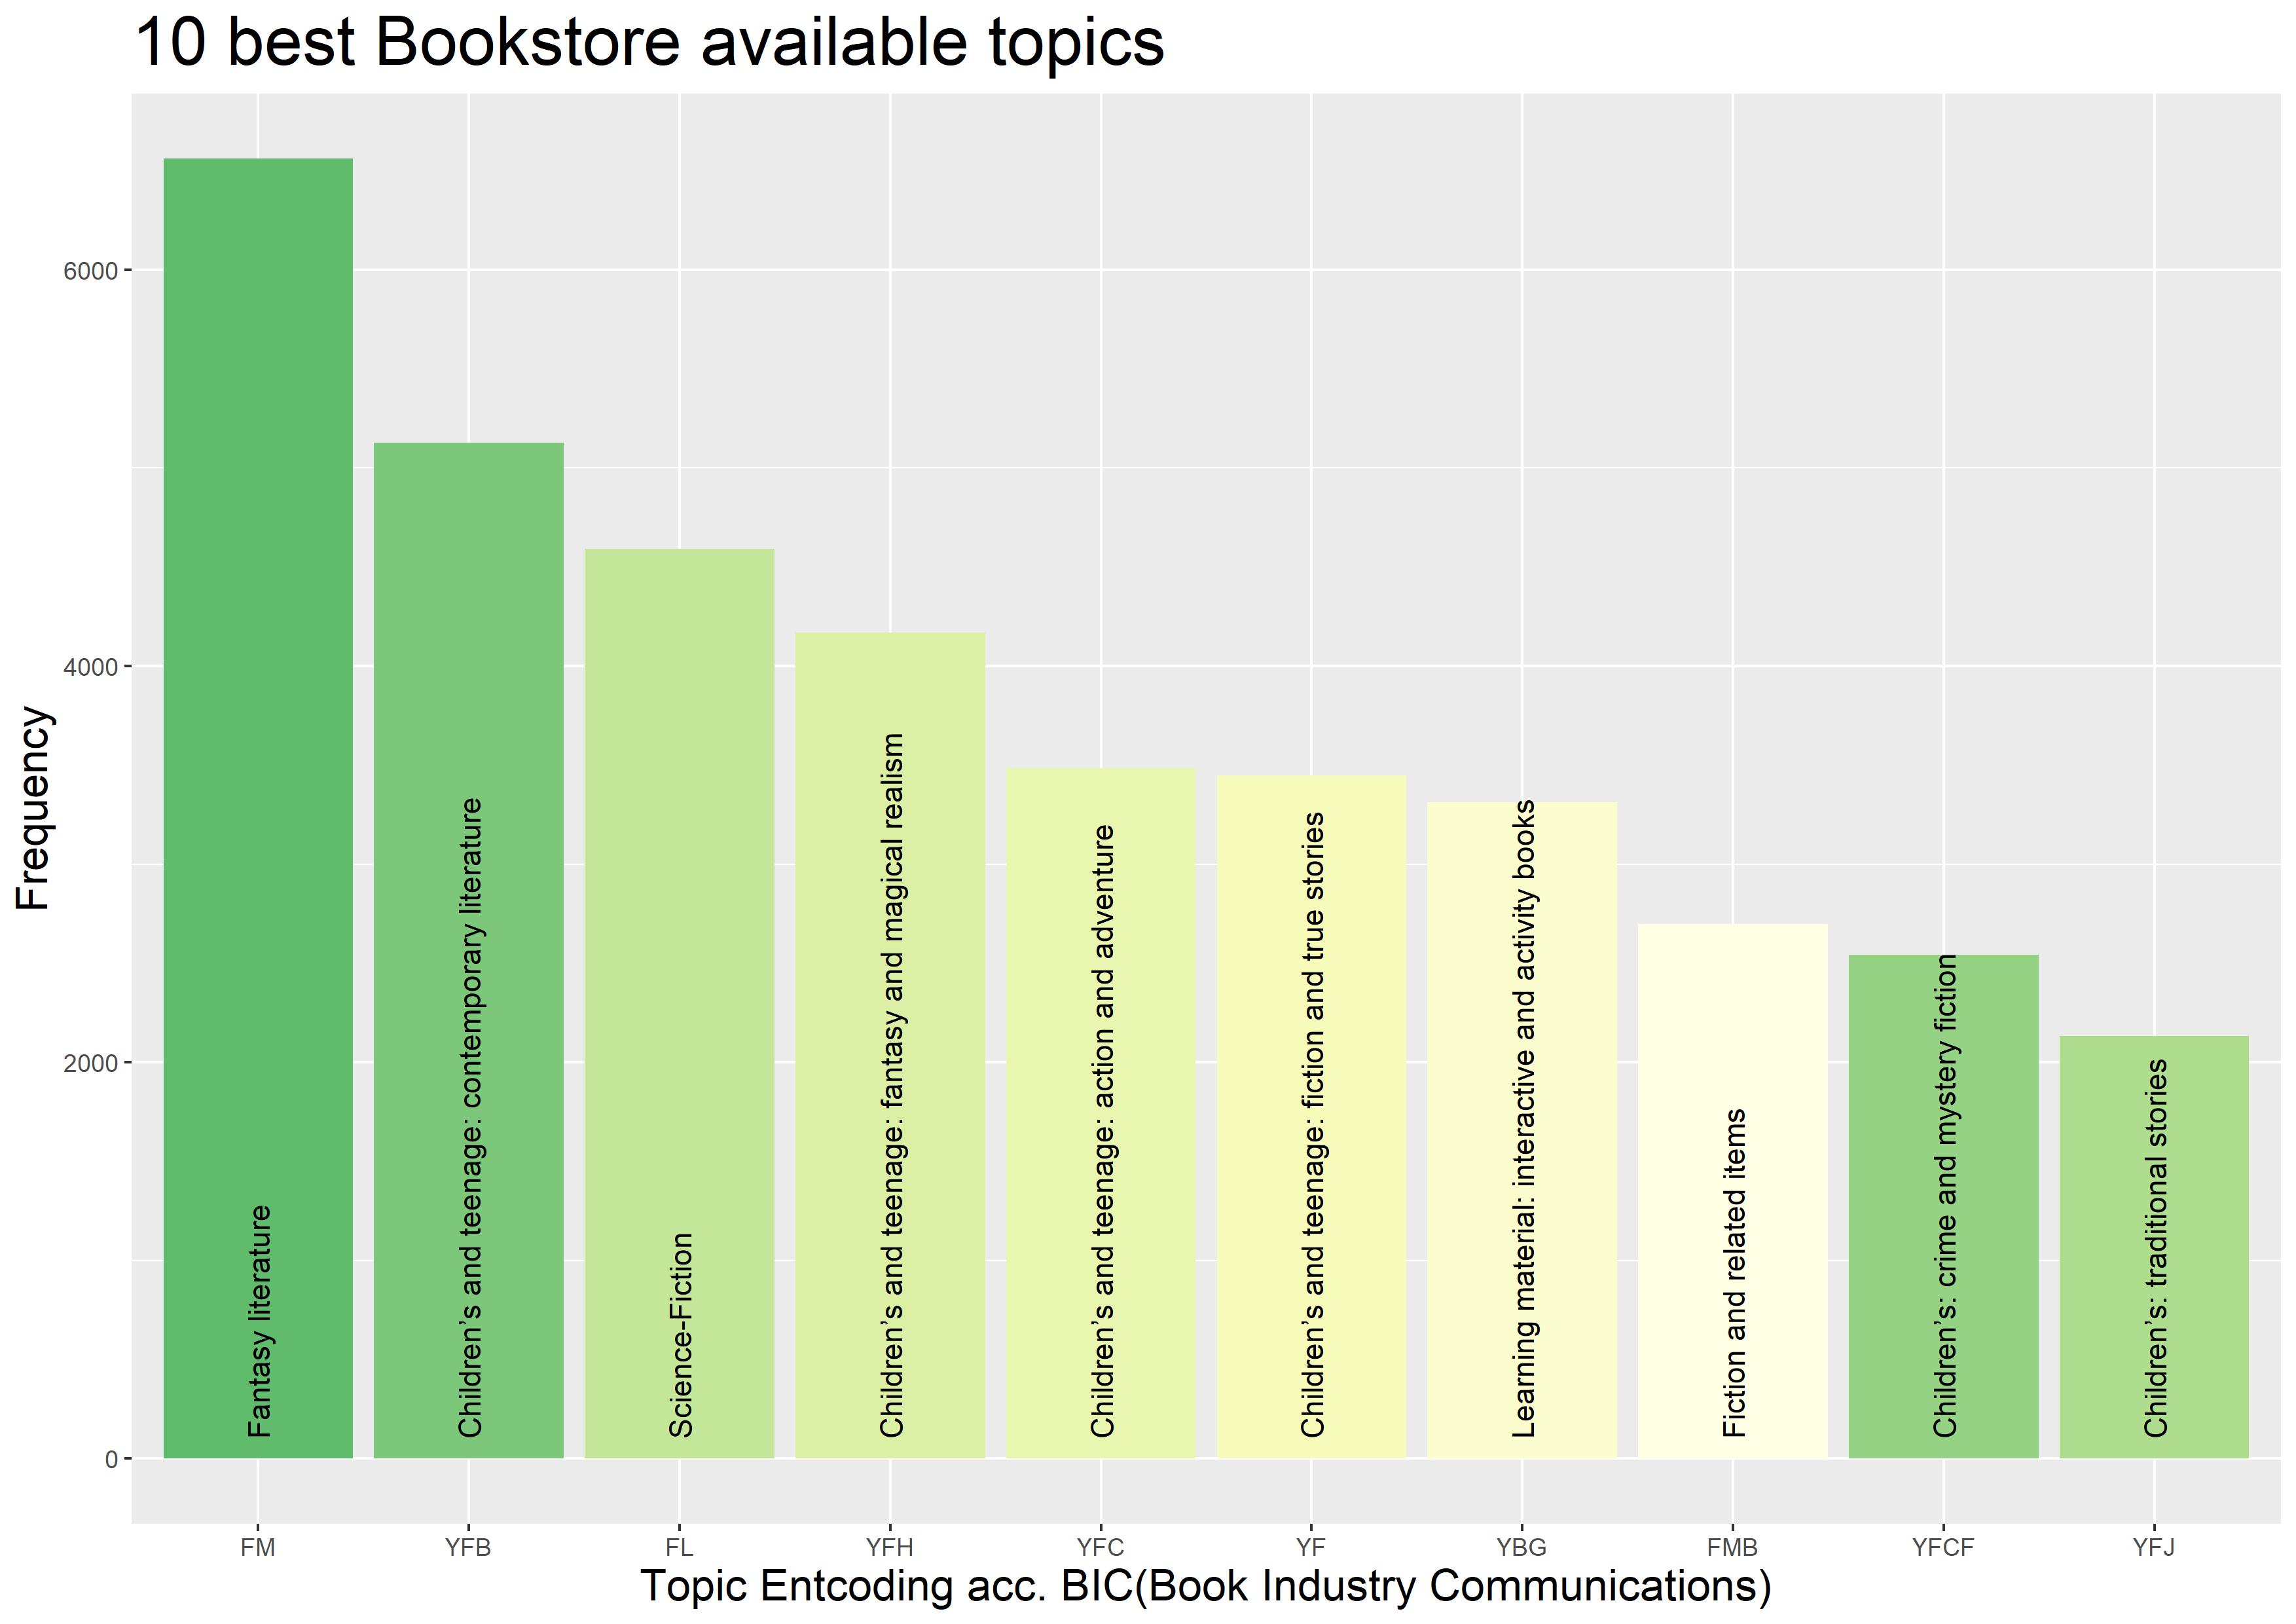 10 best Bookstore available topics
Frequency
6000
4000
2000
0
Fantasy literature
Children’s and teenage: contemporary literature
Science-Fiction
Children’s and teenage: fantasy and magical realism
Children’s and teenage: action and adventure
Children’s and teenage: fiction and true stories
Learning material: interactive and activity books
Fiction and related items
Children’s: crime and mystery fiction
Children’s: traditional stories
FM YFB FL YFH YFC YF YBG FMB YFCF YFJ
Topic Entcoding acc. BIC(Book Industry Communications)